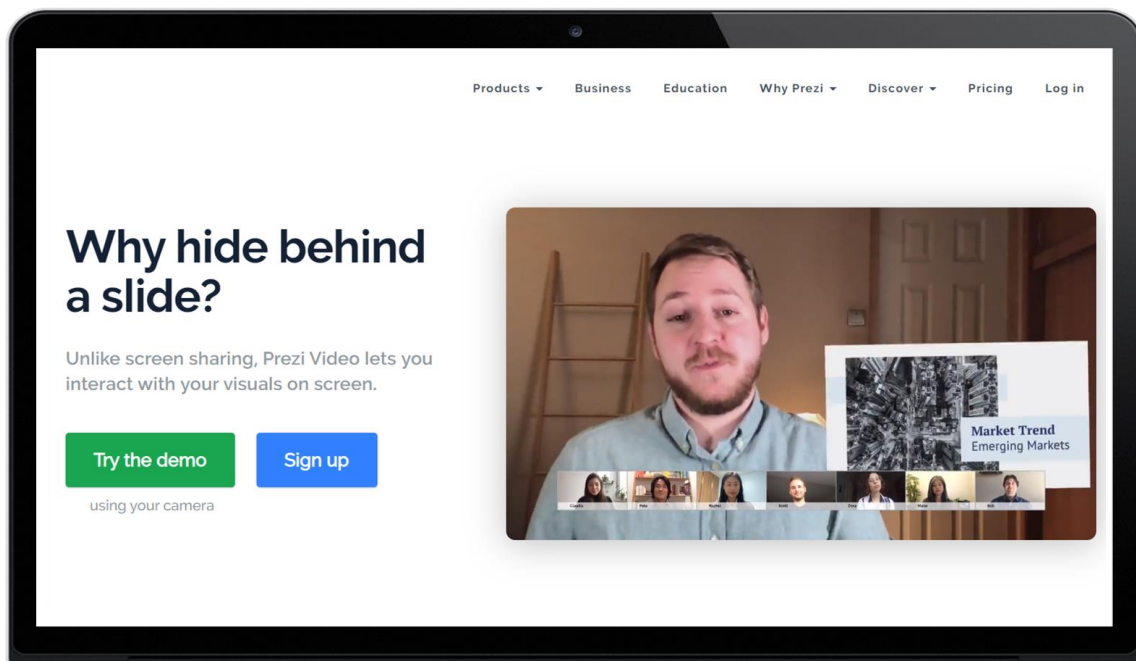 Products
Business
Education
Why Prezi
Discover
Pricing
Log in
Why hide behind
a slide?
Unlike screen sharing, Prezi Video lets you
interact with your visuals on screen.
Try the demo
Sign up
using your camera
Market Trend
Emerging Markets